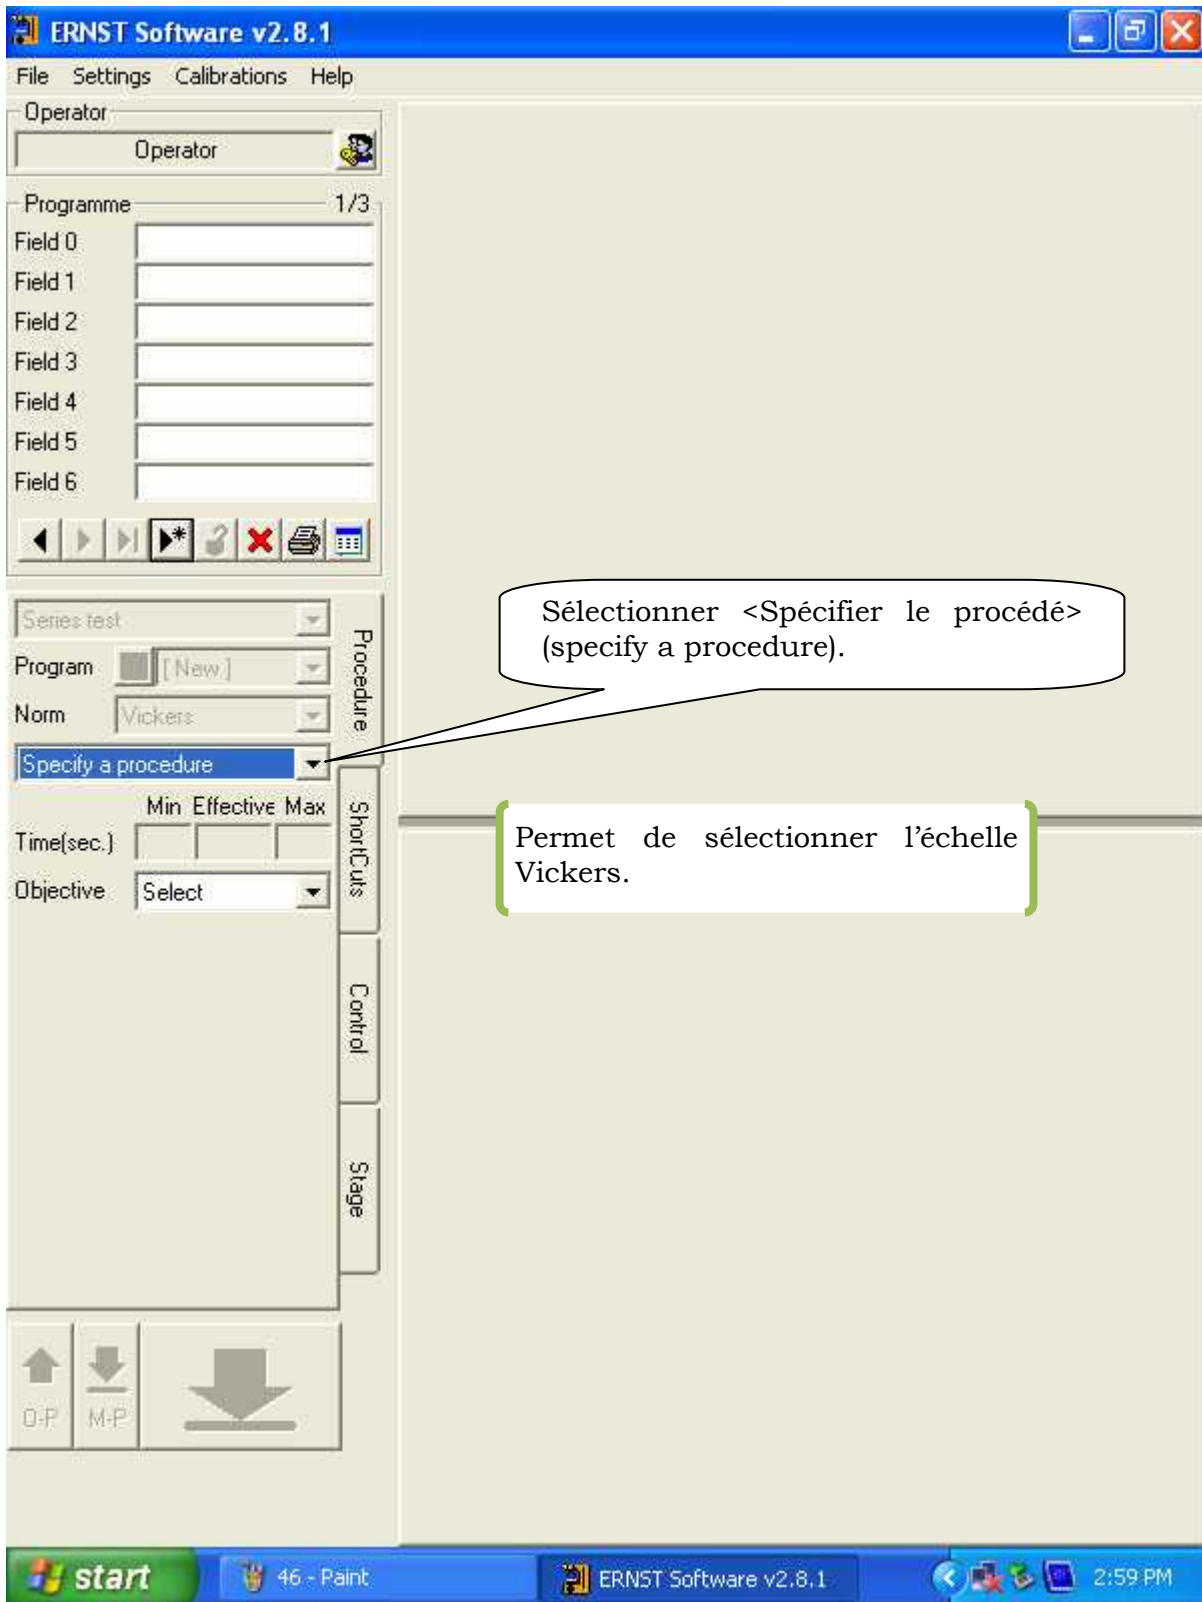 ERNST Software v2.8.1
File Settings Calibrations Help
Operator
Operator
Programme 1/3
Field 0
Field 1
Field 2
Field 3
Field 4
Field 5
Field 6
Series test
Program [ New ]
Norm Vickers
Specify a procedure
Min Effective Max
Time(sec.)
Objective Select
Procedure
ShortCuts
Control
Stage
Sélectionner <Spécifier le procédé>
(specify a procedure).
Permet de sélectionner l’échelle
Vickers.
O-P M-P
start 46 - Paint ERNST Software v2.8.1 2:59 PM